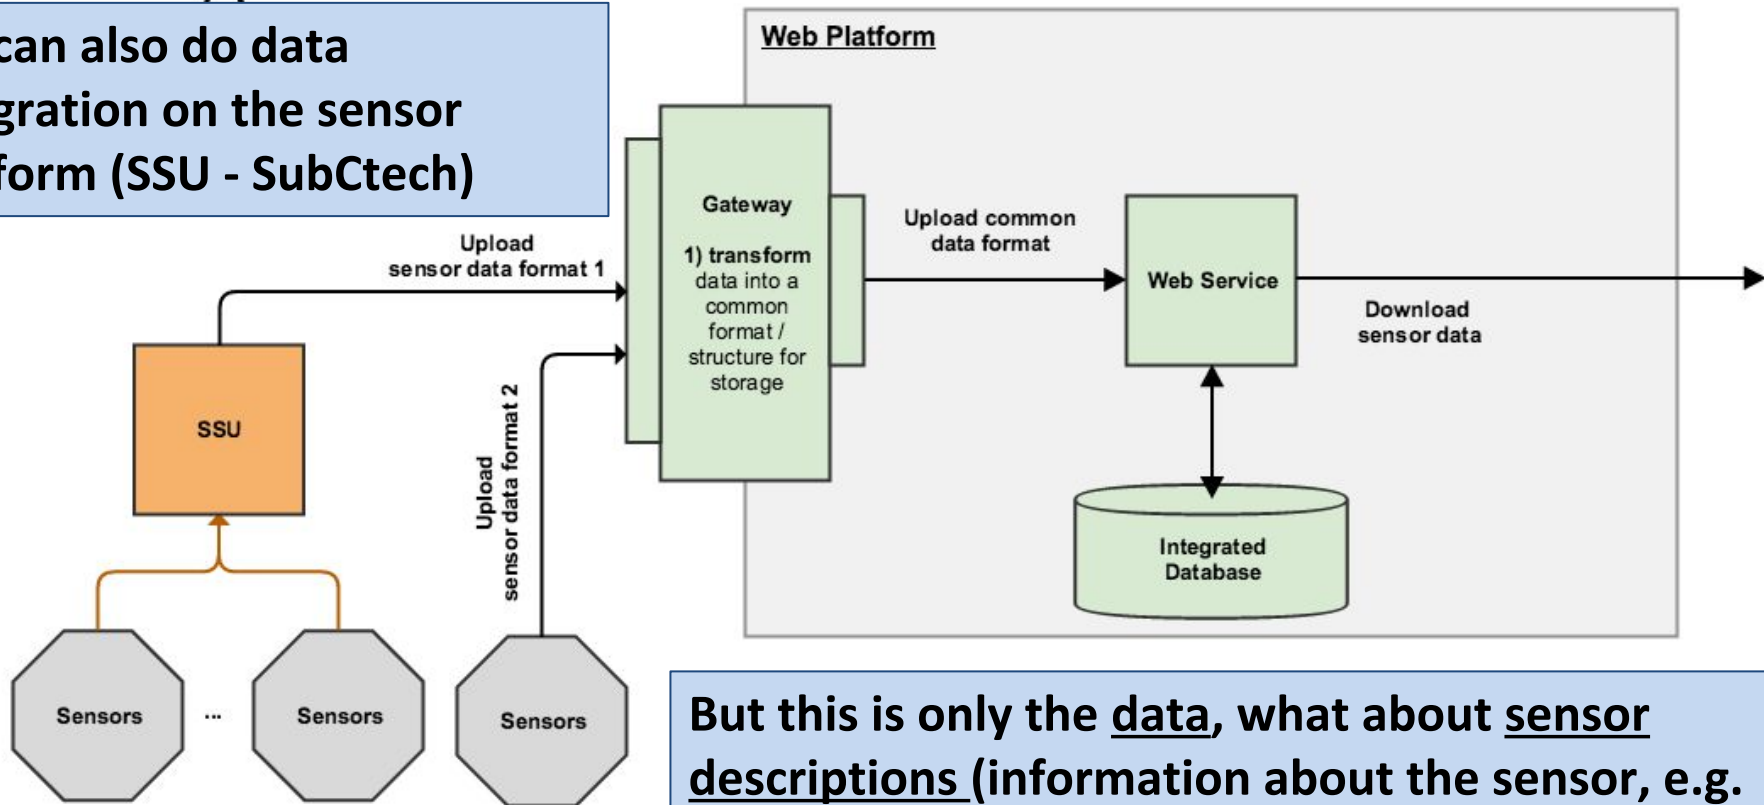 can also do data
gration on the sensor
form (SSU - SubCtech)
Web Platform
Gateway
1) transform
data into a
common
format /
structure for
storage
Upload
sensor data format 1
Upload
sensor data format 2
Upload common
data format
Web Service
Download
sensor data
SSU
Integrated
Database
Sensors
...
Sensors
Sensors
But this is only the data, what about sensor
descriptions (information about the sensor, e.g.